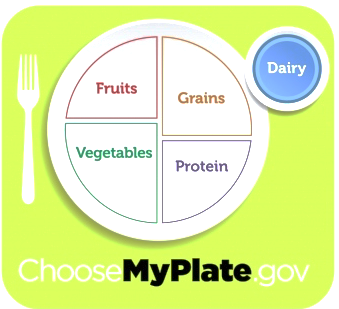 Dairy
Fruits
Grains
Vegetables
Protein
ChooseMyPlate.gov